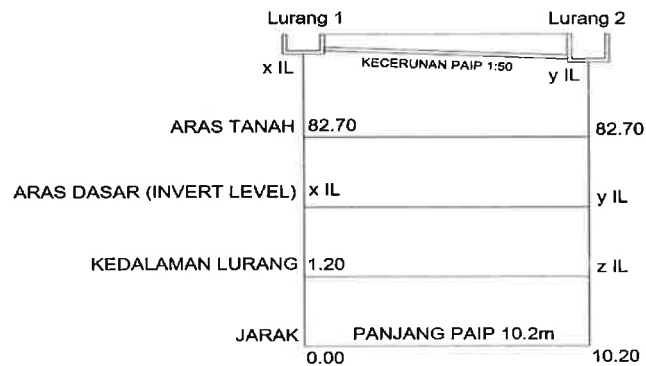 Lurang 1 Lurang 2
x IL KECERUNAN PAIP 1:50 y IL
ARAS TANAH 82.70 82.70
ARAS DASAR (INVERT LEVEL) x IL y IL
KEDALAMAN LURANG 1.20 z IL
JARAK PANJANG PAIP 10.2m
0.00 10.20